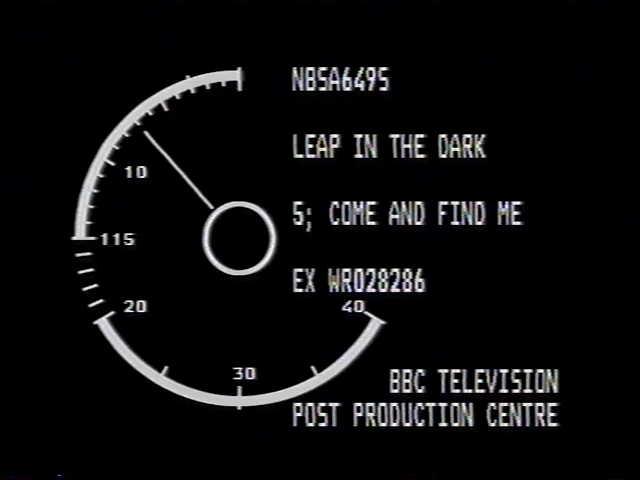 NBSA649S
LEAP IN THE DARK
10
5; COME AND FIND ME
115
EX WR028286
20
40
30
BBC TELEVISION
POST PRODUCTION CENTRE